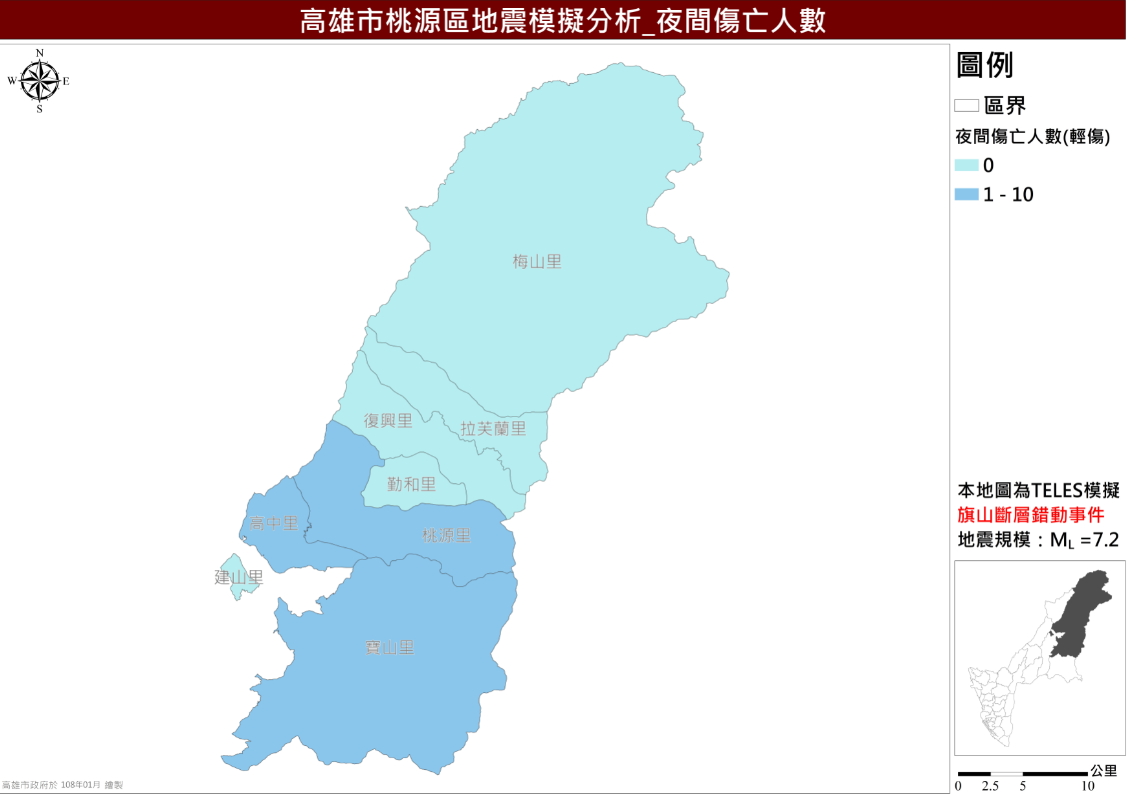 高雄市桃源區地震模擬分析_夜間傷亡人數
N
W E
S
圖例
區界
夜間傷亡人數(輕傷)
0
1 - 10
梅山里
復興里
拉芙蘭里
勤和里
高中里
桃源里
建山里
寶山里
本地圖為TELES模擬
旗山斷層錯動事件
地震規模：ML =7.2
公里
0 2.5 5 10
高雄市政府於 108年01月 繪製